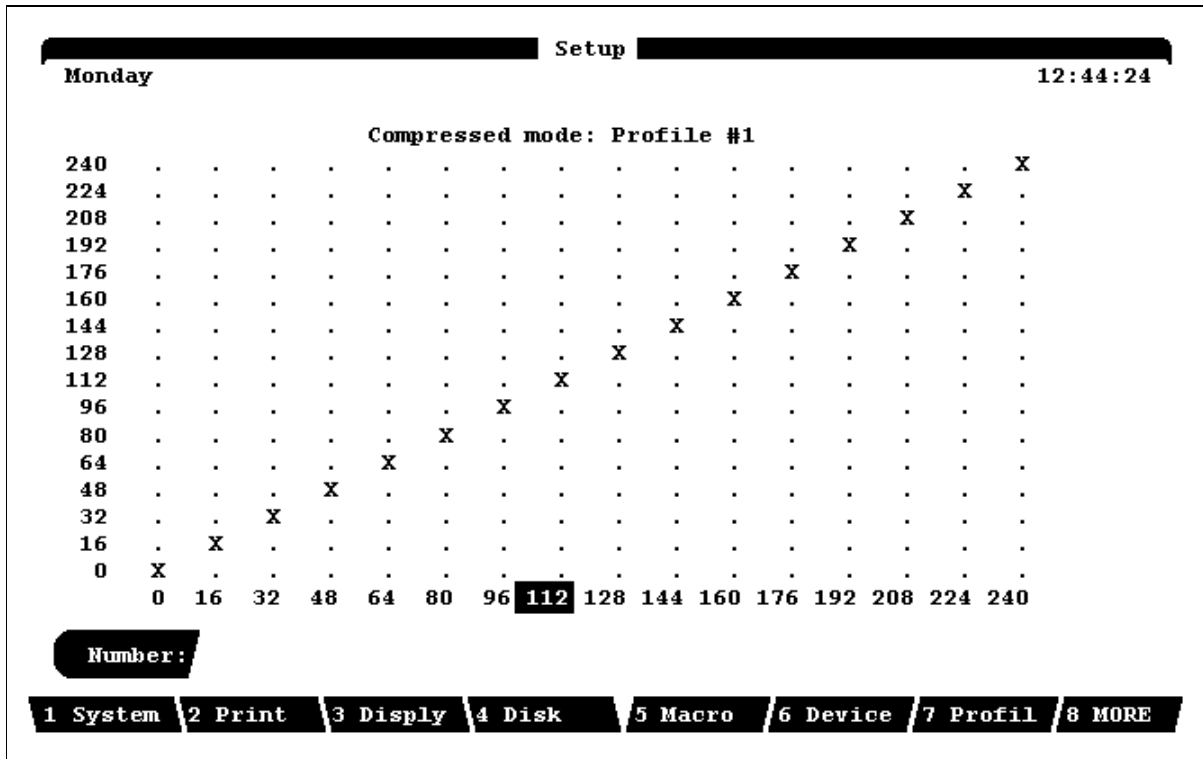 Setup
Monday 12:44:24
Compressed mode: Profile #1
240 . . . . . . . . . . . . . . . X
224 . . . . . . . . . . . . . . X .
208 . . . . . . . . . . . . . X . .
192 . . . . . . . . . . . . X . . .
176 . . . . . . . . . . . X . . . .
160 . . . . . . . . . . X . . . . .
144 . . . . . . . . . X . . . . . .
128 . . . . . . . . X . . . . . . .
112 . . . . . . . X . . . . . . . .
96 . . . . . . X . . . . . . . . .
80 . . . . . X . . . . . . . . . .
64 . . . . X . . . . . . . . . . .
48 . . . X . . . . . . . . . . . .
32 . . X . . . . . . . . . . . . .
16 . X . . . . . . . . . . . . . .
0 X . . . . . . . . . . . . . . .
0 16 32 48 64 80 96 112 128 144 160 176 192 208 224 240
Number:
1 System 2 Print 3 Disply 4 Disk 5 Macro 6 Device 7 Profil 8 MORE